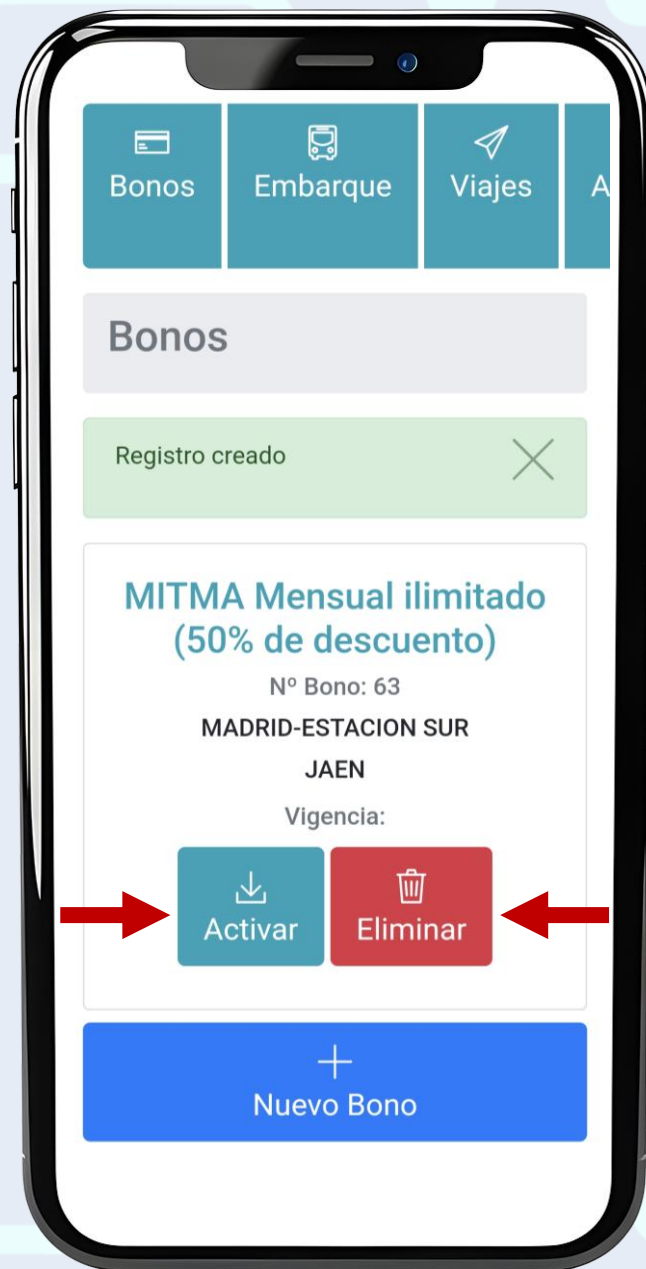 Bonos
Embarque
Viajes
A
Bonos
Registro creado
MITMA Mensual ilimitado
(50% de descuento)
Nº Bono: 63
MADRID-ESTACION SUR
JAEN
Vigencia:
Activar
Eliminar
Nuevo Bono